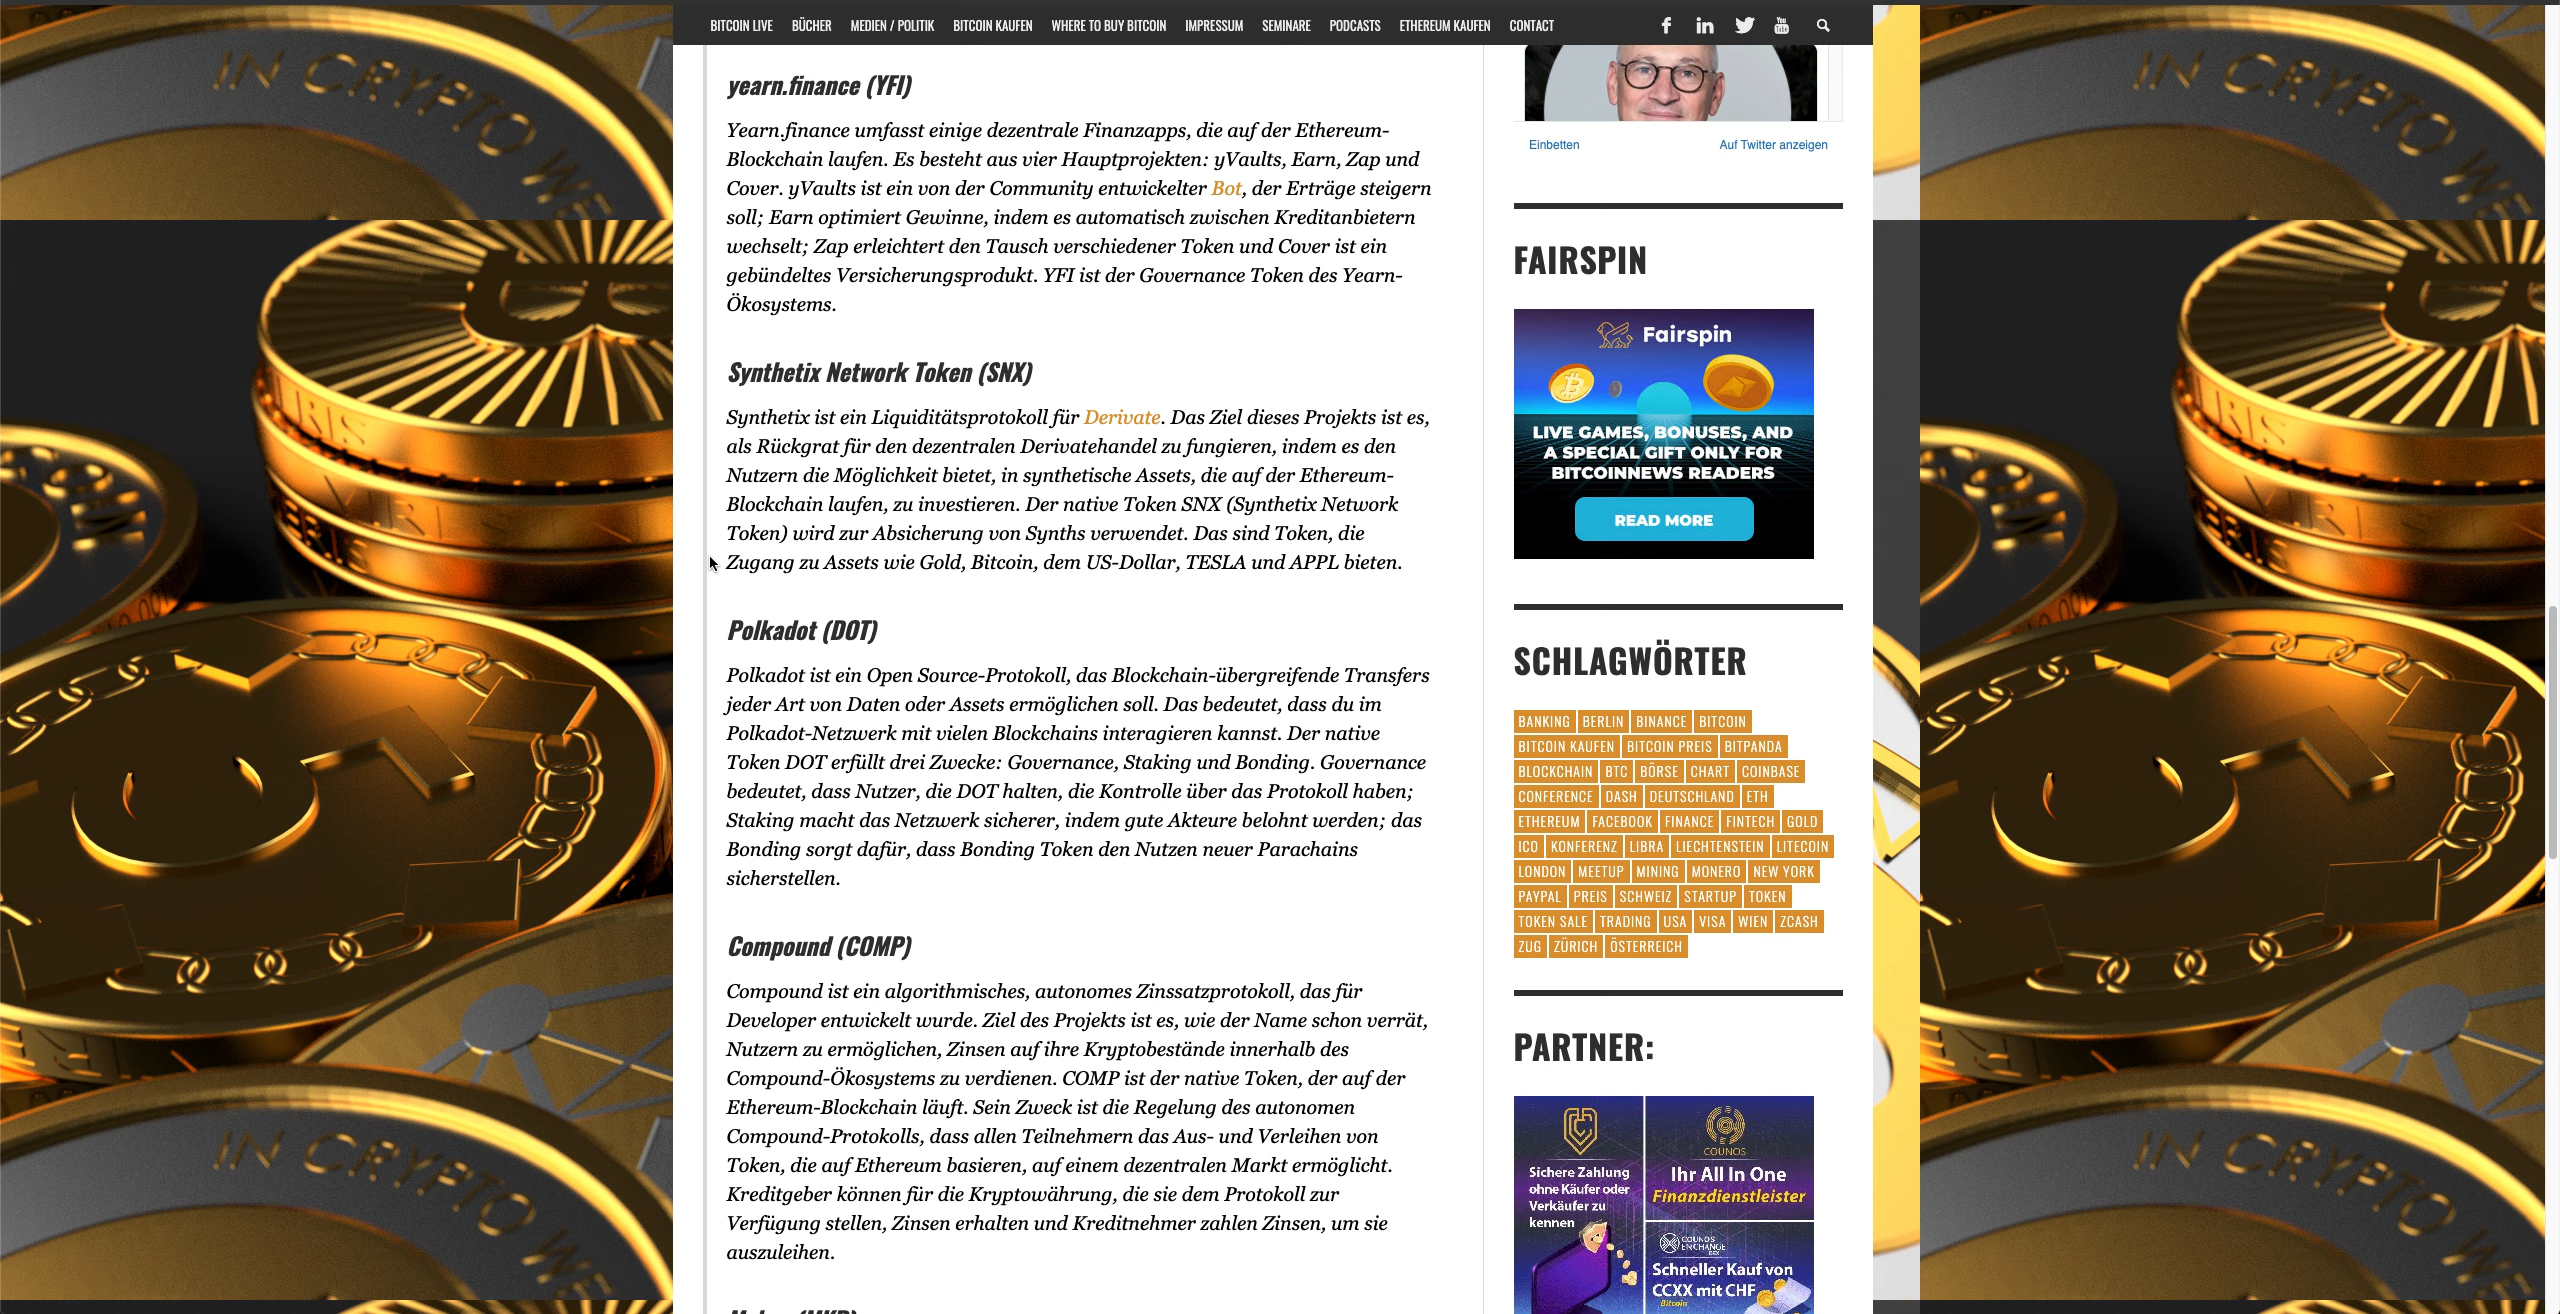 BITCOIN LIVE BÜCHER MEDIEN / POLITIK BITCOIN KAUFEN WHERE TO BUY BITCOIN IMPRESSUM SEMINARE PODCASTS ETHEREUM KAUFEN CONTACT
yearn.finance (YFI)
Yearn.finance umfasst einige dezentrale Finanzapps, die auf der Ethereum-
Blockchain laufen. Es besteht aus vier Hauptprojekten: yVaults, Earn, Zap und
Cover. yVaults ist ein von der Community entwickelter Bot, der Erträge steigern
soll; Earn optimiert Gewinne, indem es automatisch zwischen Kreditanbietern
wechselt; Zap erleichtert den Tausch verschiedener Token und Cover ist ein
gebündeltes Versicherungsprodukt. YFI ist der Governance Token des Yearn-
Ökosystems.
Synthetix Network Token (SNX)
Synthetix ist ein Liquiditätsprotokoll für Derivate. Das Ziel dieses Projekts ist es,
als Rückgrat für den dezentralen Derivatehandel zu fungieren, indem es den
Nutzern die Möglichkeit bietet, in synthetische Assets, die auf der Ethereum-
Blockchain laufen, zu investieren. Der native Token SNX (Synthetix Network
Token) wird zur Absicherung von Synths verwendet. Das sind Token, die
Zugang zu Assets wie Gold, Bitcoin, dem US-Dollar, TESLA und APPL bieten.
Polkadot (DOT)
Polkadot ist ein Open Source-Protokoll, das Blockchain-übergreifende Transfers
jeder Art von Daten oder Assets ermöglichen soll. Das bedeutet, dass du im
Polkadot-Netzwerk mit vielen Blockchains interagieren kannst. Der native
Token DOT erfüllt drei Zwecke: Governance, Staking und Bonding. Governance
bedeutet, dass Nutzer, die DOT halten, die Kontrolle über das Protokoll haben;
Staking macht das Netzwerk sicherer, indem gute Akteure belohnt werden; das
Bonding sorgt dafür, dass Bonding Token den Nutzen neuer Parachains
sicherstellen.
Compound (COMP)
Compound ist ein algorithmisches, autonomes Zinssatzprotokoll, das für
Developer entwickelt wurde. Ziel des Projekts ist es, wie der Name schon verrät,
Nutzern zu ermöglichen, Zinsen auf ihre Kryptobestände innerhalb des
Compound-Ökosystems zu verdienen. COMP ist der native Token, der auf der
Ethereum-Blockchain läuft. Sein Zweck ist die Regelung des autonomen
Compound-Protokolls, dass allen Teilnehmern das Aus- und Verleihen von
Token, die auf Ethereum basieren, auf einem dezentralen Markt ermöglicht.
Kreditgeber können für die Kryptowährung, die sie dem Protokoll zur
Verfügung stellen, Zinsen erhalten und Kreditnehmer zahlen Zinsen, um sie
auszuleihen.
Einbetten Auf Twitter anzeigen
FAIRSPIN
Fairspin
LIVE GAMES, BONUSES, AND
A SPECIAL GIFT ONLY FOR
BITCOINNEWS READERS
READ MORE
SCHLAGWÖRTER
BANKING BERLIN BINANCE BITCOIN
BITCOIN KAUFEN BITCOIN PREIS BITPANDA
BLOCKCHAIN BTC BÖRSE CHART COINBASE
CONFERENCE DASH DEUTSCHLAND ETH
ETHEREUM FACEBOOK FINANCE FINTECH GOLD
ICO KONFERENZ LIBRA LIECHTENSTEIN LITECOIN
LONDON MEETUP MINING MONERO NEW YORK
PAYPAL PREIS SCHWEIZ STARTUP TOKEN
TOKEN SALE TRADING USA VISA WIEN ZCASH
ZUG ZÜRICH ÖSTERREICH
PARTNER:
Sichere Zahlung
ohne Käufer oder
Verkäufer zu
kennen
COUNOS
Ihr All In One
Finanzdienstleister
COUNOS
EXCHANGE
DEX
Schneller Kauf von
CCXX mit CHF
Bitcoin
IN CRYPTO WE
IN CRYPTO WE
IN CRYPTO WE
IN CRYPTO WE